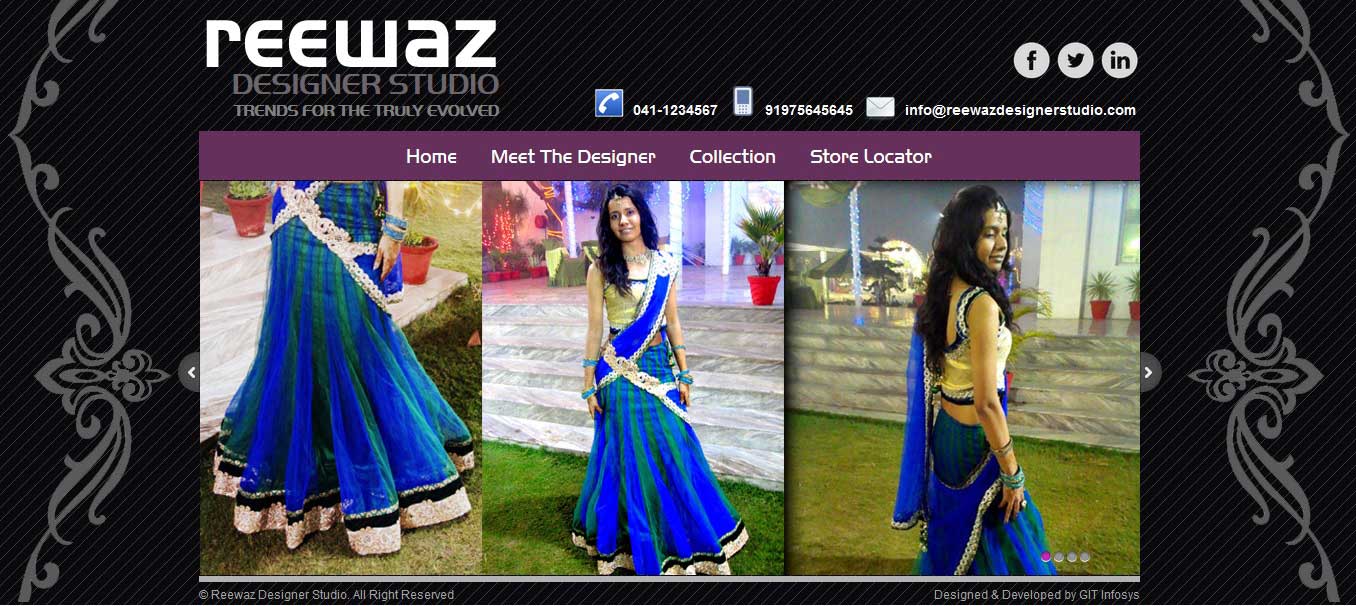 reewaz
DESIGNER STUDIO
TRENDS FOR THE TRULY EVOLVED
041-1234567 91975645645 info@reewazdesignerstudio.com
Home Meet The Designer Collection Store Locator
© Reewaz Designer Studio. All Right Reserved
Designed & Developed by GIT Infosys